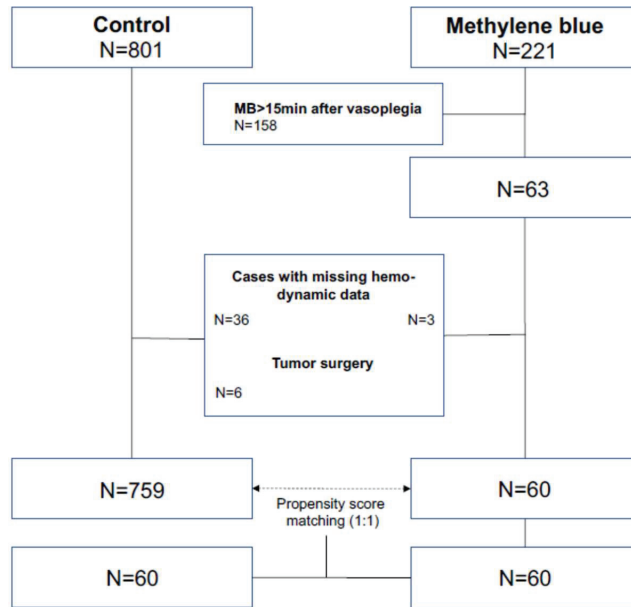 Control
N=801
Methylene blue
N=221
MB>15min after vasoplegia
N=158
N=63
Cases with missing hemo-
dynamic data
N=36 N=3
Tumor surgery
N=6
N=759
N=60
Propensity score
matching (1:1)
N=60
N=60